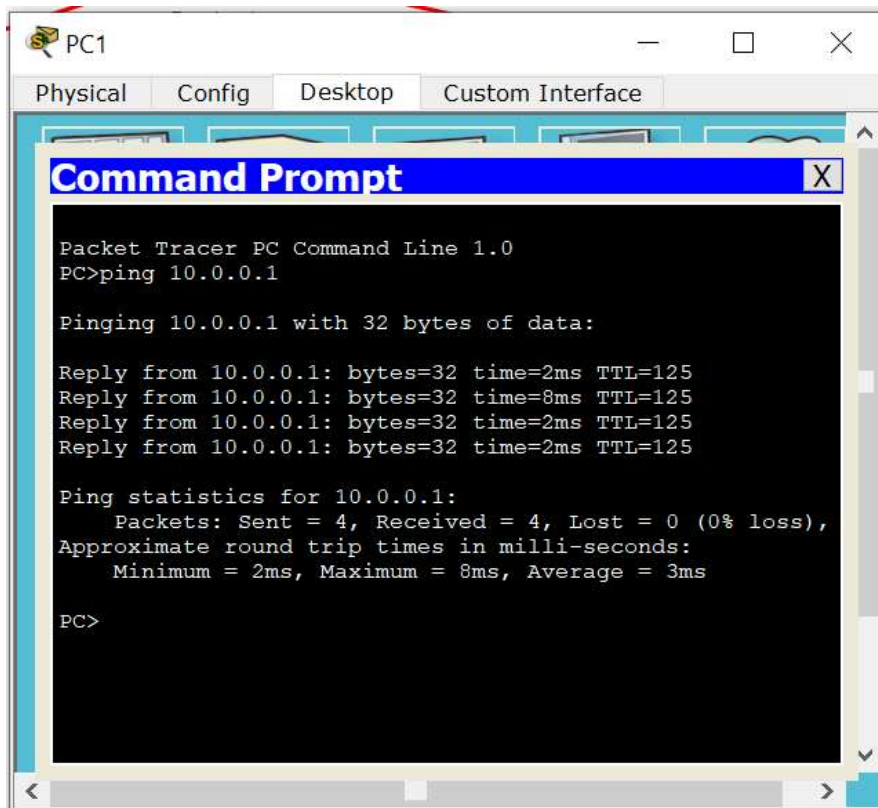 PC1
Physical Config Desktop Custom Interface
Command Prompt X
Packet Tracer PC Command Line 1.0
PC>ping 10.0.0.1
Pinging 10.0.0.1 with 32 bytes of data:
Reply from 10.0.0.1: bytes=32 time=2ms TTL=125
Reply from 10.0.0.1: bytes=32 time=8ms TTL=125
Reply from 10.0.0.1: bytes=32 time=2ms TTL=125
Reply from 10.0.0.1: bytes=32 time=2ms TTL=125
Ping statistics for 10.0.0.1:
Packets: Sent = 4, Received = 4, Lost = 0 (0% loss),
Approximate round trip times in milli-seconds:
Minimum = 2ms, Maximum = 8ms, Average = 3ms
PC>